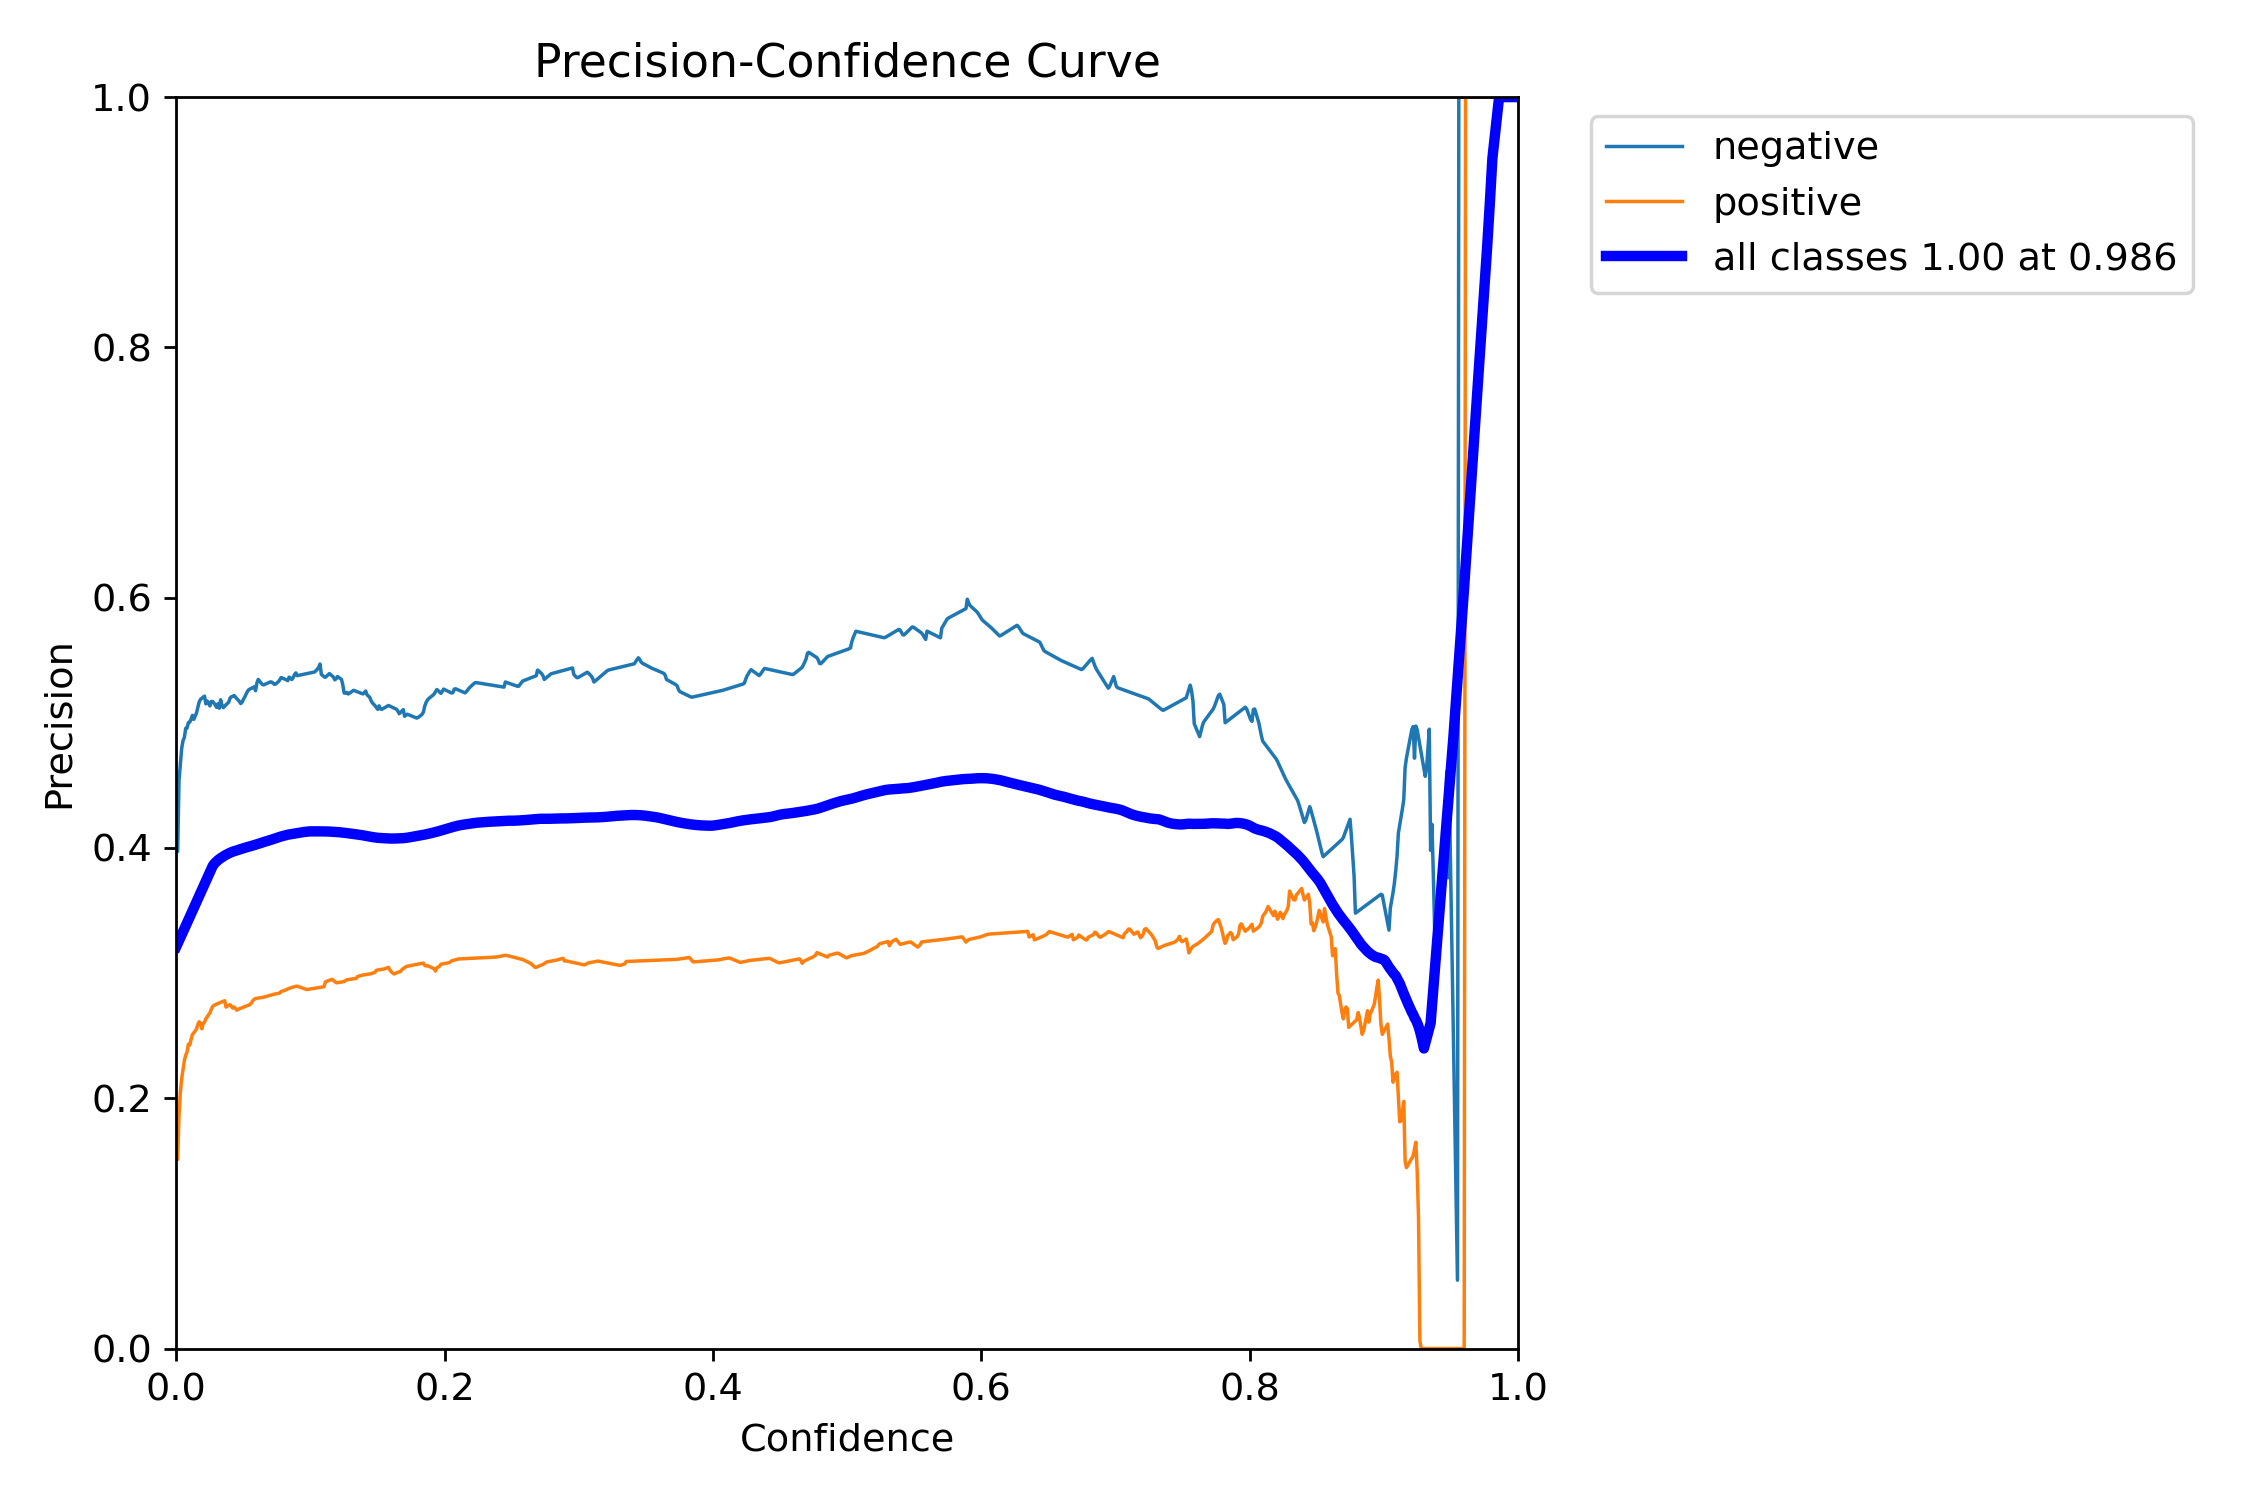 Precision-Confidence Curve
1.0
0.8
0.6
0.4
0.2
0.0
Precision
0.0 0.2 0.4 0.6 0.8 1.0
Confidence
negative
positive
all classes 1.00 at 0.986